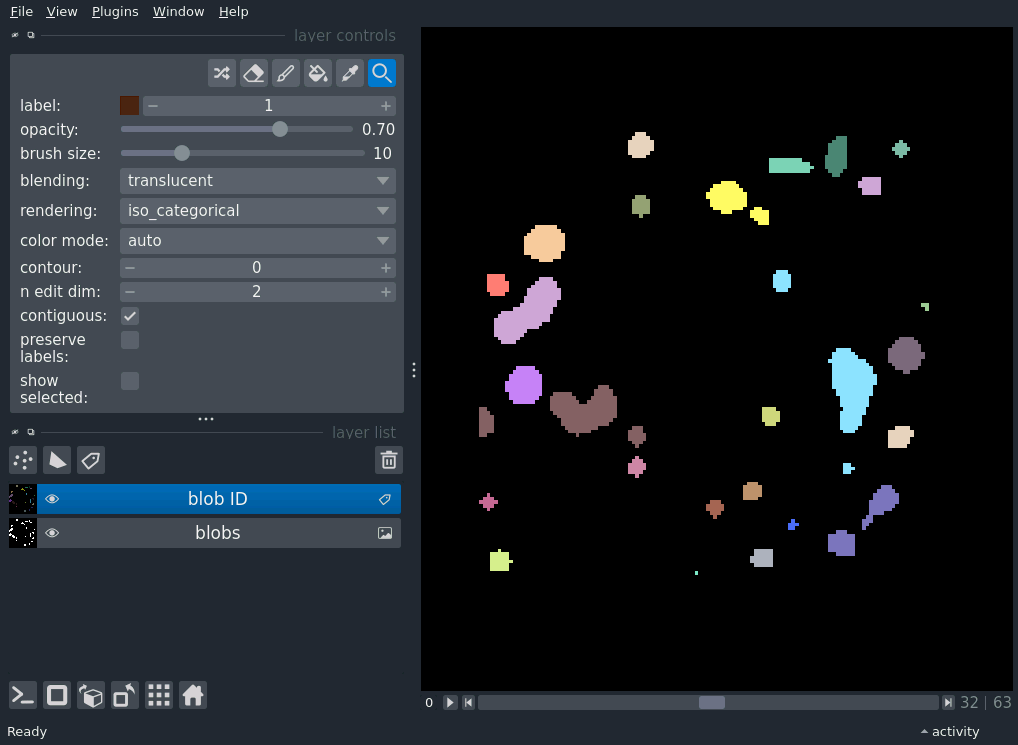 File View Plugins Window Help
layer controls
label: 1
opacity: 0.70
brush size: 10
blending: translucent
rendering: iso_categorical
color mode: auto
contour: 0
n edit dim: 2
contiguous:
preserve
labels:
show
selected:
layer list
blob ID
blobs
0 32 | 63
Ready activity